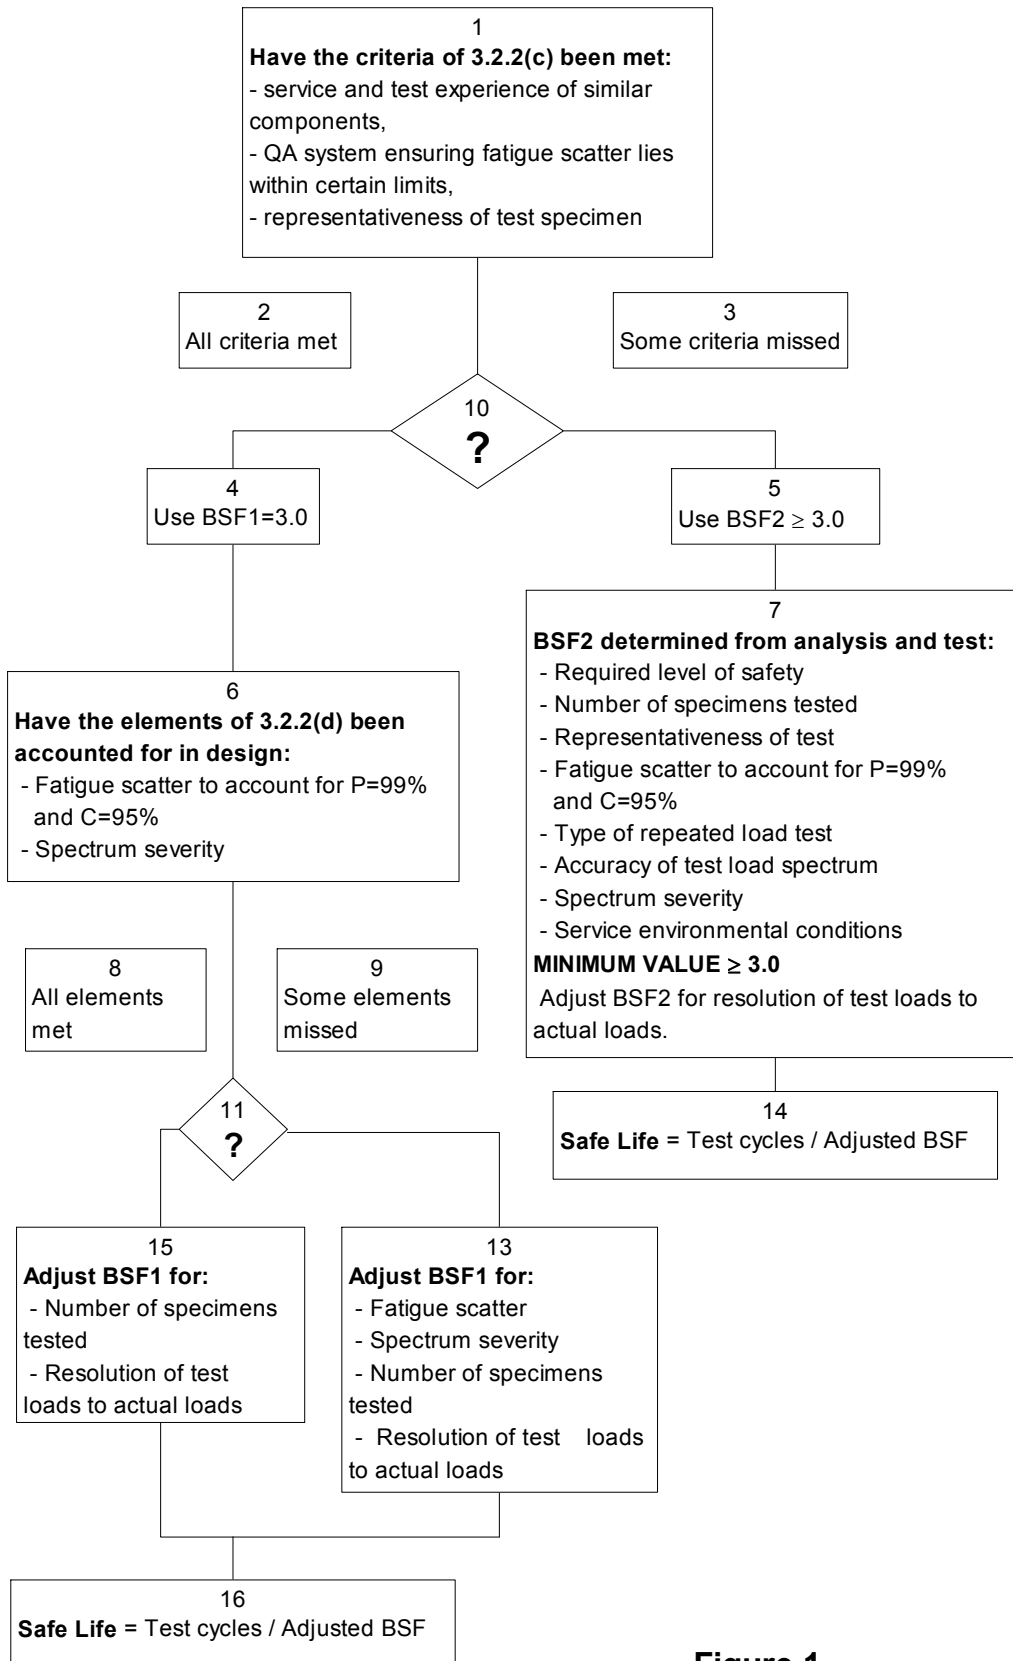 1
Have the criteria of 3.2.2(c) been met:
- service and test experience of similar
components,
- QA system ensuring fatigue scatter lies
within certain limits,
- representativeness of test specimen
2
All criteria met
3
Some criteria missed
10
?
4
Use BSF1=3.0
5
Use BSF2 ≥ 3.0
6
Have the elements of 3.2.2(d) been
accounted for in design:
- Fatigue scatter to account for P=99%
and C=95%
- Spectrum severity
7
BSF2 determined from analysis and test:
- Required level of safety
- Number of specimens tested
- Representativeness of test
- Fatigue scatter to account for P=99%
and C=95%
- Type of repeated load test
- Accuracy of test load spectrum
- Spectrum severity
- Service environmental conditions
MINIMUM VALUE ≥ 3.0
Adjust BSF2 for resolution of test loads to
actual loads.
8
All elements
met
9
Some elements
missed
11
?
14
Safe Life = Test cycles / Adjusted BSF
15
Adjust BSF1 for:
- Number of specimens
tested
- Resolution of test
loads to actual loads
13
Adjust BSF1 for:
- Fatigue scatter
- Spectrum severity
- Number of specimens
tested
- Resolution of test loads
to actual loads
16
Safe Life = Test cycles / Adjusted BSF
Figure 1